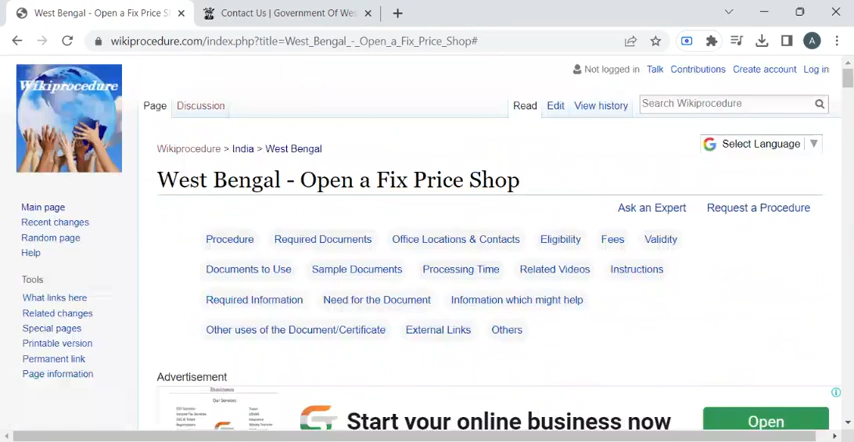 West Bengal - Open a Fix Price S
Contact Us | Government Of Wes
wikiprocedure.com/index.php?title=West_Bengal_-_Open_a_Fix_Price_Shop#
A
Wikiprocedure
Not logged in Talk Contributions Create account Log in
Page Discussion Read Edit View history Search Wikiprocedure
Wikiprocedure > India > West Bengal
G Select Language
West Bengal - Open a Fix Price Shop
Ask an Expert Request a Procedure
Main page
Recent changes
Random page
Help
Tools
What links here
Related changes
Special pages
Printable version
Permanent link
Page information
Procedure Required Documents Office Locations & Contacts Eligibility Fees Validity
Documents to Use Sample Documents Processing Time Related Videos Instructions
Required Information Need for the Document Information which might help
Other uses of the Document/Certificate External Links Others
Advertisement
Our Services
Start your online business now
Open